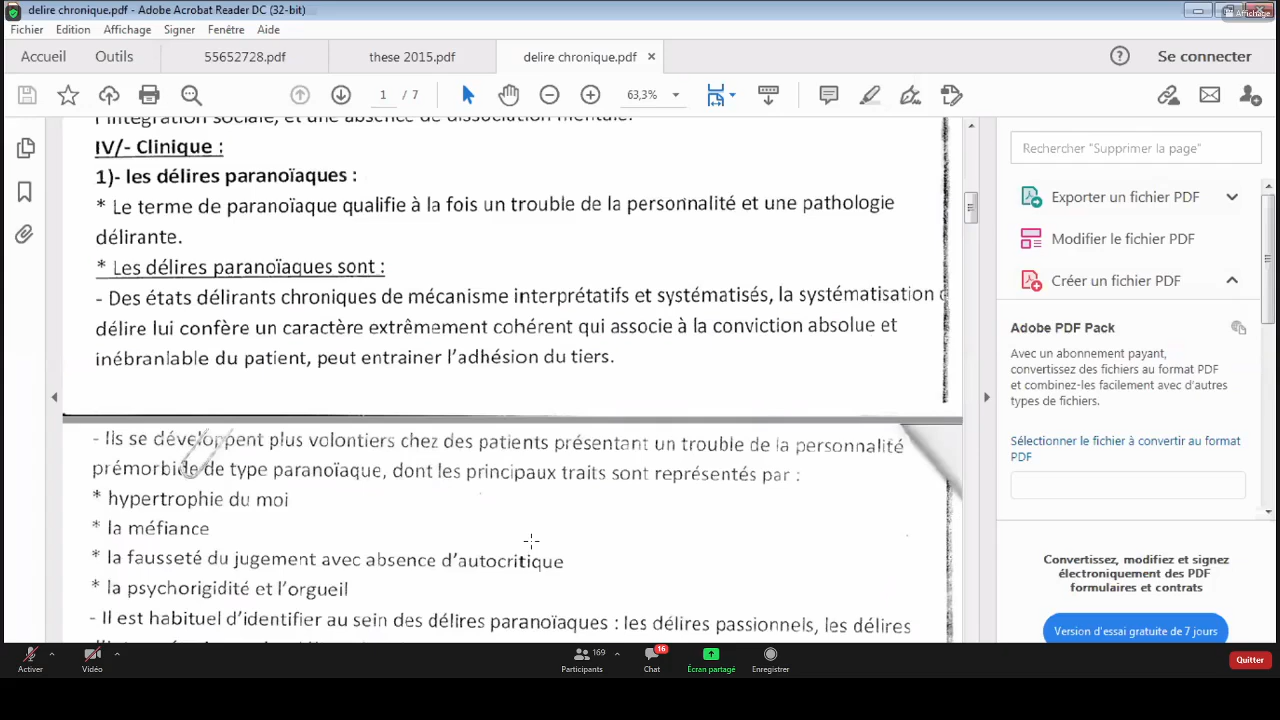 delire chronique.pdf - Adobe Acrobat Reader DC (32-bit)
Affichage
Fichier Edition Affichage Signer Fenêtre Aide
Accueil Outils 55652728.pdf these 2015.pdf delire chronique.pdf × ? Se connecter
1 / 7 63,3%
l'intégration sociale, et une absence de dissociation mentale.
IV/- Clinique :
1)- les délires paranoïaques :
* Le terme de paranoïaque qualifie à la fois un trouble de la personnalité et une pathologie
délirante.
* Les délires paranoïaques sont :
- Des états délirants chroniques de mécanisme interprétatifs et systématisés, la systématisation
délire lui confère un caractère extrêmement cohérent qui associe à la conviction absolue et
inébranlable du patient, peut entrainer l'adhésion du tiers.
- Ils se développent plus volontiers chez des patients présentant un trouble de la personnalité
prémorbide de type paranoïaque, dont les principaux traits sont représentés par :
* hypertrophie du moi
* la méfiance
* la fausseté du jugement avec absence d'autocritique
* la psychorigidité et l'orgueil
- Il est habituel d'identifier au sein des délires paranoïaques : les délires passionnels, les délires
Rechercher "Supprimer la page"
Exporter un fichier PDF
Modifier le fichier PDF
Créer un fichier PDF
Adobe PDF Pack
Avec un abonnement payant,
convertissez des fichiers au format PDF
et combinez-les facilement avec d'autres
types de fichiers.
Sélectionner le fichier à convertir au format
PDF
Convertissez, modifiez et signez
électroniquement des PDF
formulaires et contrats
Version d'essai gratuite de 7 jours
Activer Vidéo Participants 169 Chat 16 Écran partagé Enregistrer Quitter